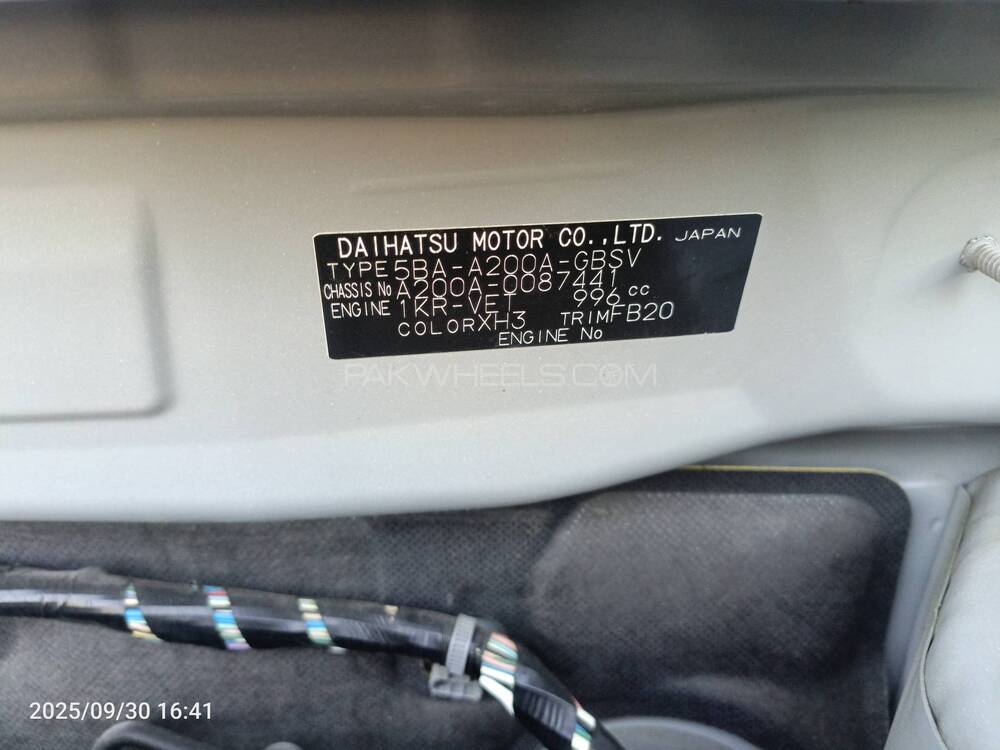 DAIHATSU MOTOR CO.,LTD. JAPAN
TYPE 5BA-A200A-GBSV
CHASSIS No A200A-0087441
ENGINE 1KR-VET 996 cc
COLOR XH3 TRIM FB20
ENGINE No
PAKWHEELS.COM
2025/09/30 16:41